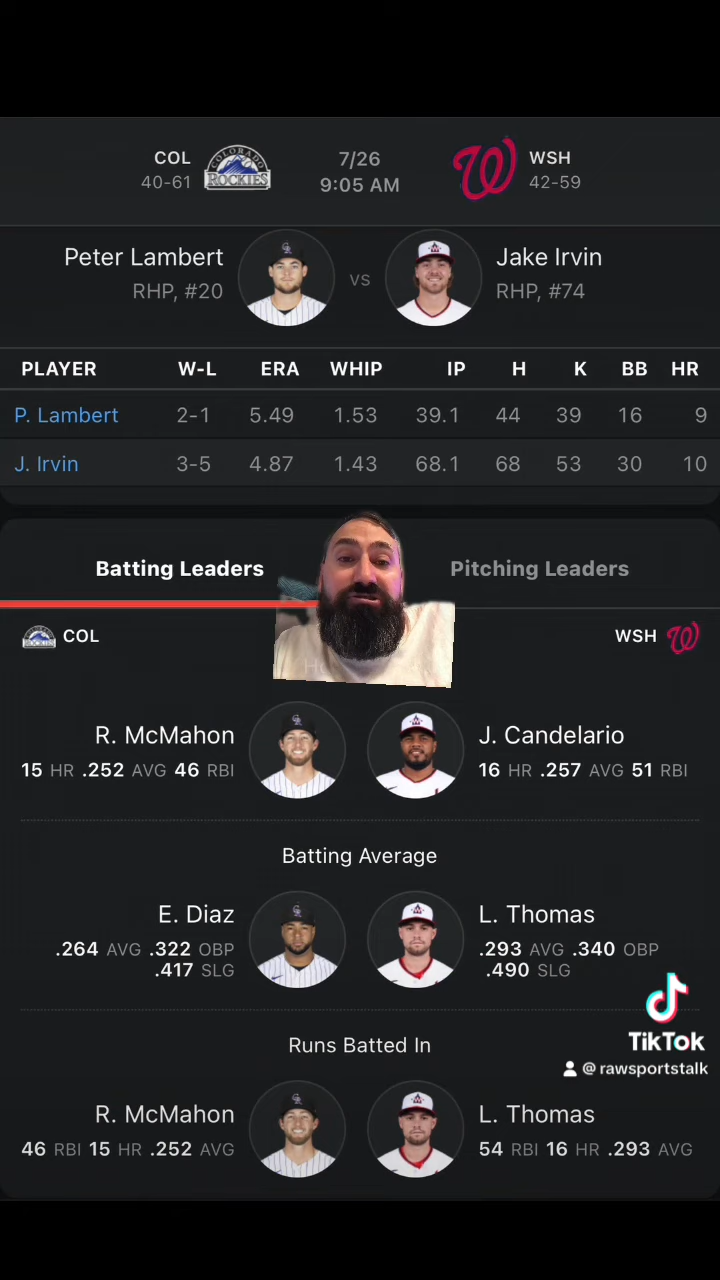 COL
40-61
COLORADO
ROCKIES
7/26
9:05 AM
W
WSH
42-59
Peter Lambert
RHP, #20
vs
Jake Irvin
RHP, #74
PLAYER W-L ERA WHIP IP H K BB HR
P. Lambert 2-1 5.49 1.53 39.1 44 39 16 9
J. Irvin 3-5 4.87 1.43 68.1 68 53 30 10
Batting Leaders
Pitching Leaders
COL
WSH W
R. McMahon
15 HR .252 AVG 46 RBI
J. Candelario
16 HR .257 AVG 51 RBI
Batting Average
E. Diaz
.264 AVG .322 OBP
.417 SLG
L. Thomas
.293 AVG .340 OBP
.490 SLG
TikTok
@rawsportstalk
Runs Batted In
R. McMahon
46 RBI 15 HR .252 AVG
L. Thomas
54 RBI 16 HR .293 AVG